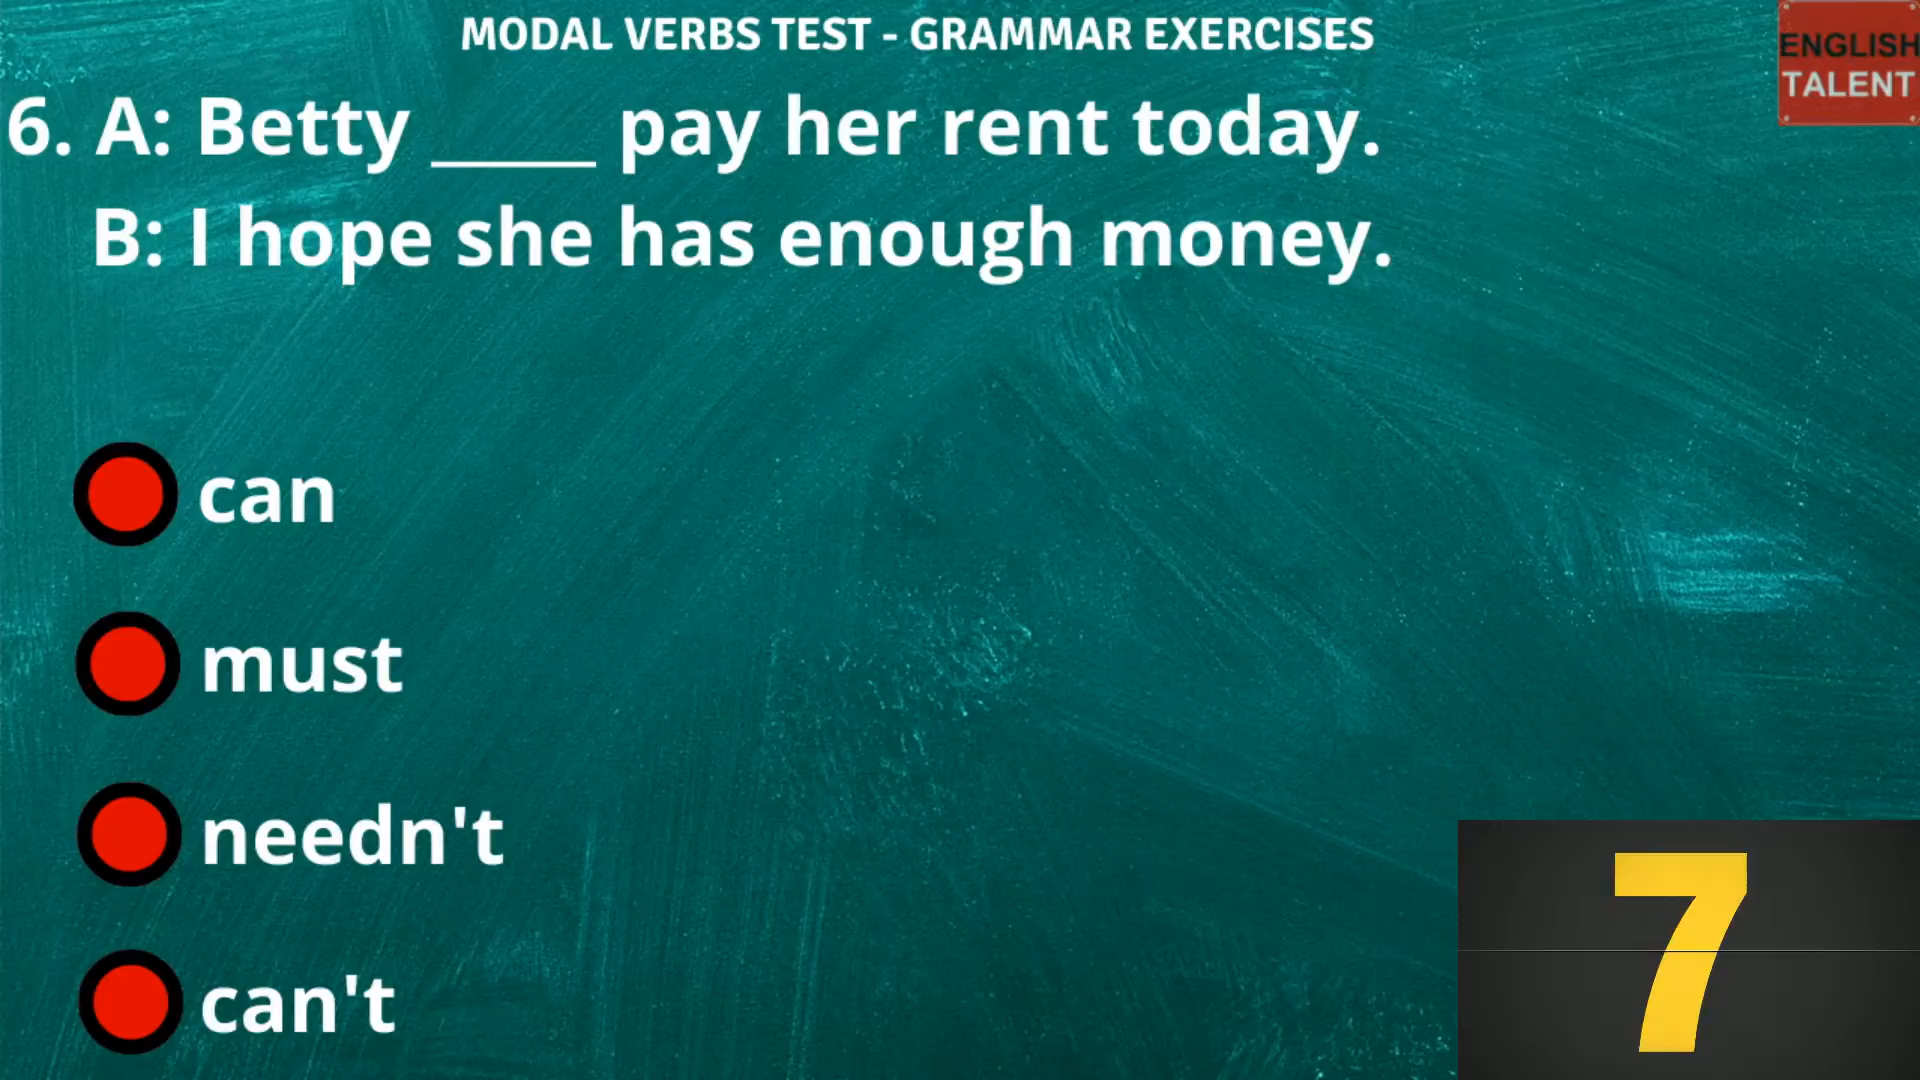 MODAL VERBS TEST - GRAMMAR EXERCISES
ENGLISH
TALENT
6. A: Betty _____ pay her rent today.
B: I hope she has enough money.
can
must
needn't
can't
7